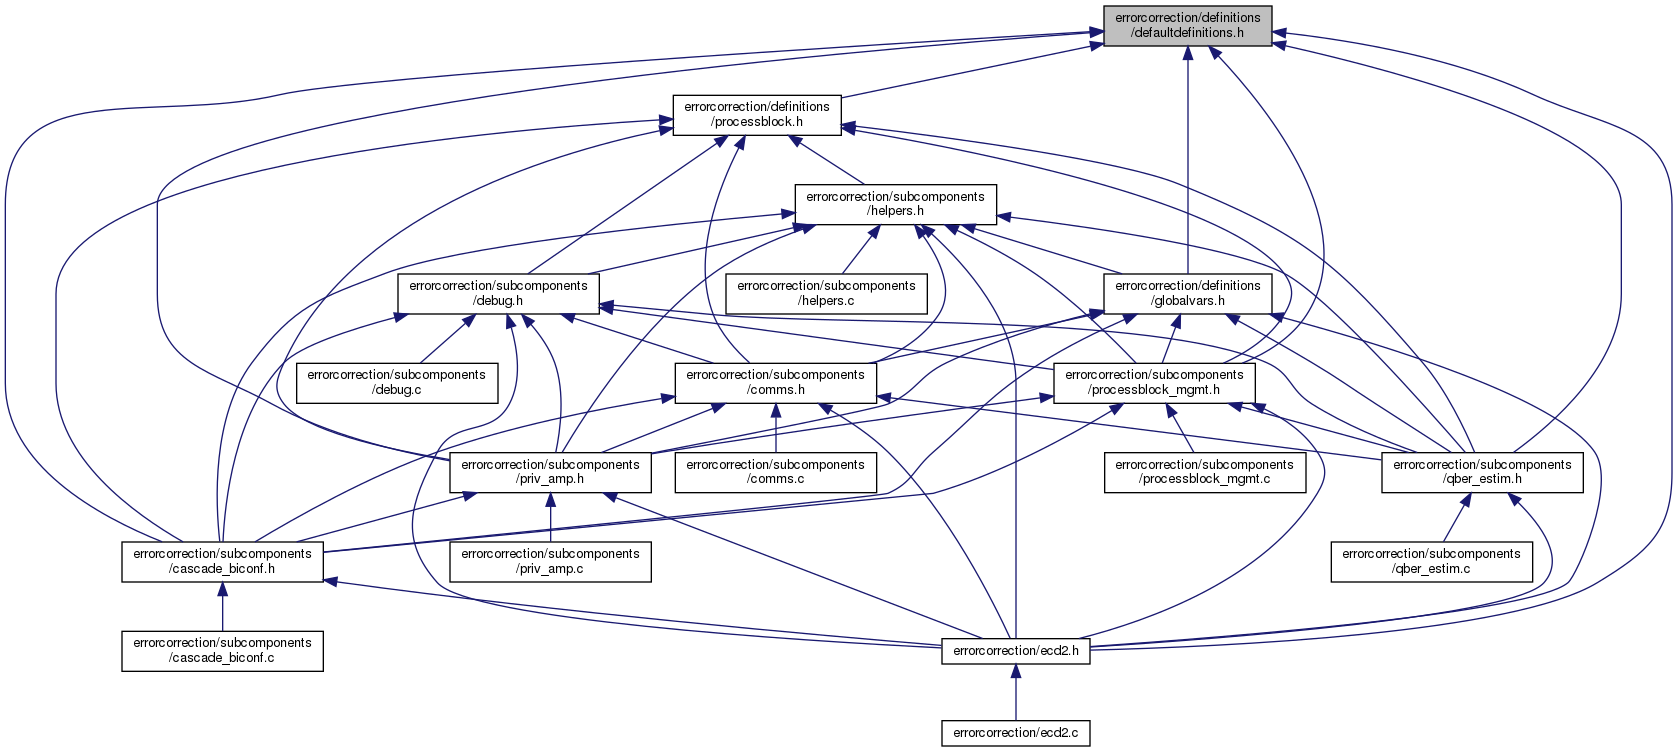 errorcorrection/definitions
/defaultdefinitions.h
errorcorrection/definitions
/processblock.h
errorcorrection/subcomponents
/helpers.h
errorcorrection/subcomponents
/debug.h
errorcorrection/subcomponents
/helpers.c
errorcorrection/definitions
/globalvars.h
errorcorrection/subcomponents
/debug.c
errorcorrection/subcomponents
/comms.h
errorcorrection/subcomponents
/processblock_mgmt.h
errorcorrection/subcomponents
/priv_amp.h
errorcorrection/subcomponents
/comms.c
errorcorrection/subcomponents
/processblock_mgmt.c
errorcorrection/subcomponents
/qber_estim.h
errorcorrection/subcomponents
/cascade_biconf.h
errorcorrection/subcomponents
/priv_amp.c
errorcorrection/subcomponents
/qber_estim.c
errorcorrection/subcomponents
/cascade_biconf.c
errorcorrection/ecd2.h
errorcorrection/ecd2.c